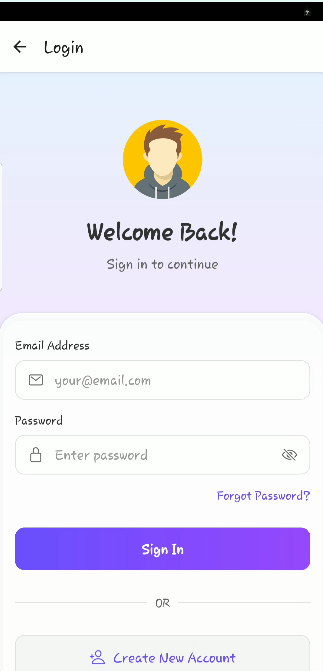 Login
Welcome Back!
Sign in to continue
Email Address
your@email.com
Password
Enter password
Forgot Password?
Sign In
OR
Create New Account